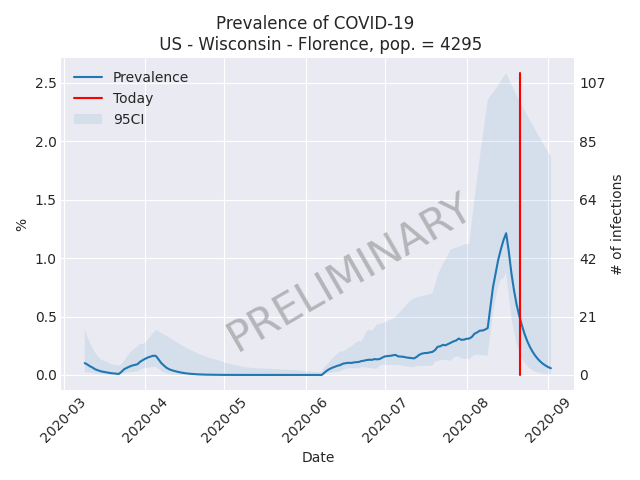 Prevalence of COVID-19
US - Wisconsin - Florence, pop. = 4295
Prevalence
Today
95CI
PRELIMINARY
%
2.5
2.0
1.5
1.0
0.5
0.0
107
85
64
42
21
0
# of infections
2020-03
2020-04
2020-05
2020-06
2020-07
2020-08
2020-09
Date